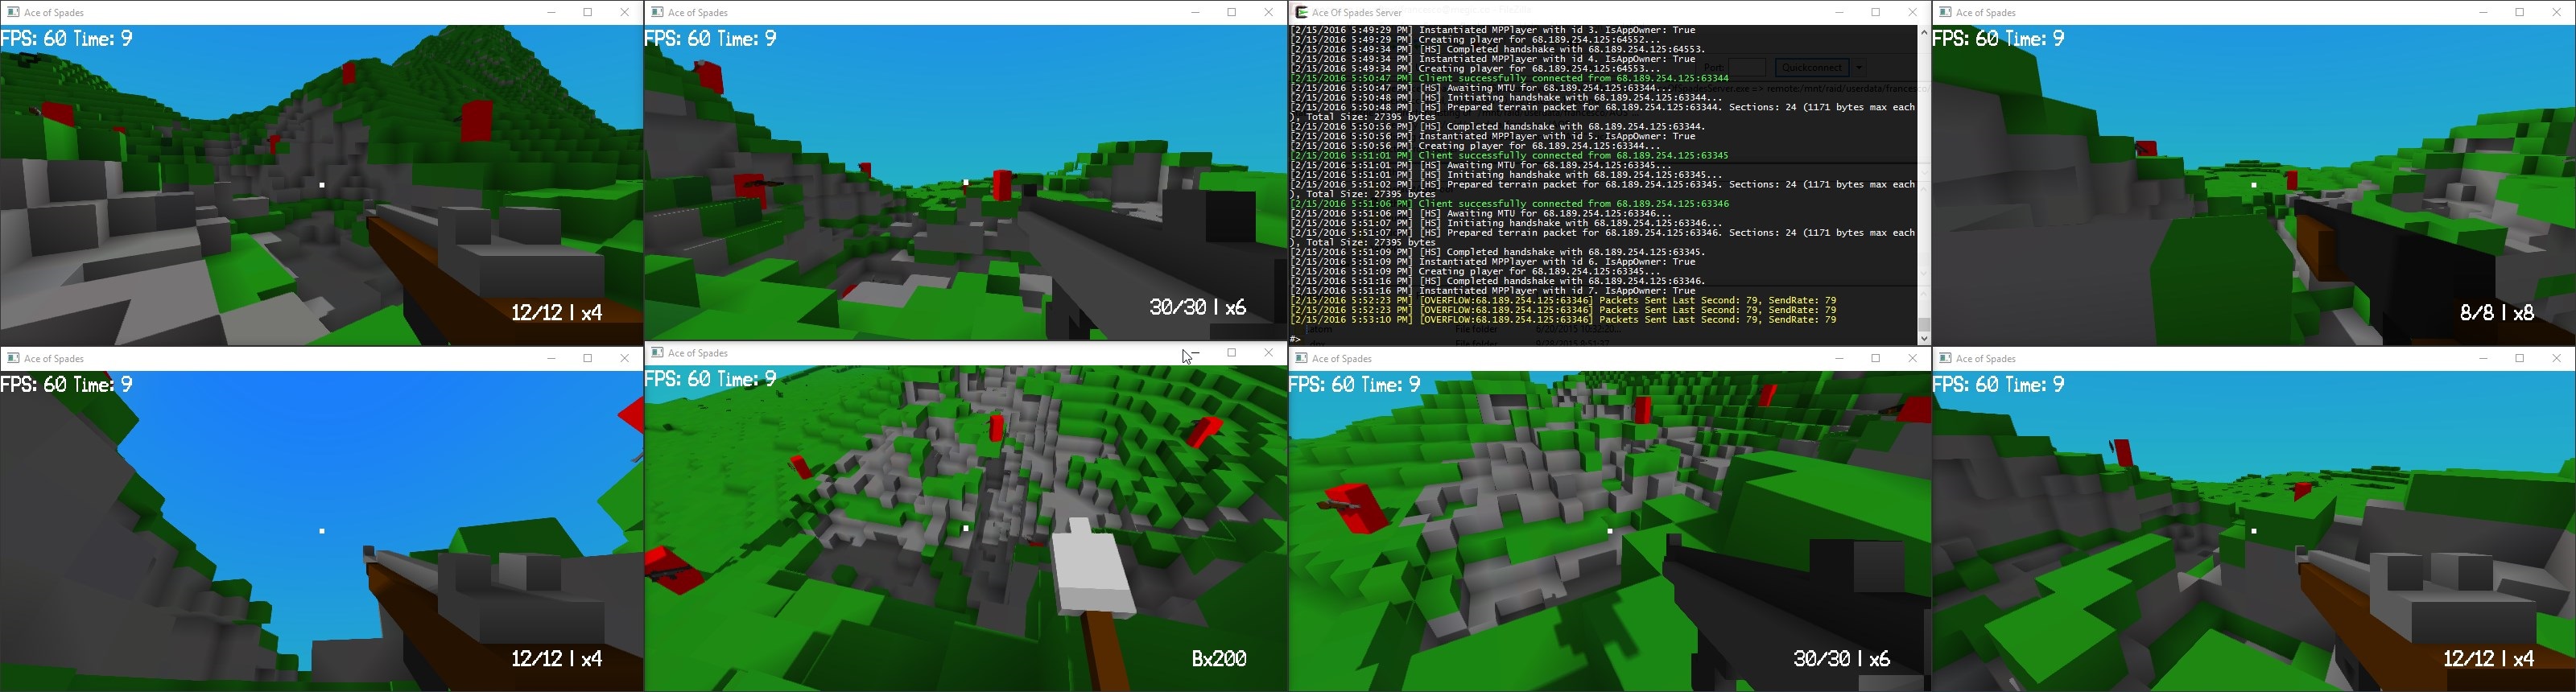 Ace of Spades
FPS: 60 Time: 9
12/12 | x4
Ace of Spades
FPS: 60 Time: 9
30/30 | x6
Ace Of Spades Server
[2/15/2016 5:49:29 PM] Instantiated MPPlayer with id 3. IsAppOwner: True
[2/15/2016 5:49:29 PM] Creating player for 68.189.254.125:64552...
[2/15/2016 5:49:34 PM] [HS] Completed handshake with 68.189.254.125:64553.
[2/15/2016 5:49:34 PM] Instantiated MPPlayer with id 4. IsAppOwner: True
[2/15/2016 5:49:34 PM] Creating player for 68.189.254.125:64553...
[2/15/2016 5:50:47 PM] Client successfully connected from 68.189.254.125:63344
[2/15/2016 5:50:47 PM] [HS] Awaiting MTU for 68.189.254.125:63344...
[2/15/2016 5:50:48 PM] [HS] Initiating handshake with 68.189.254.125:63344...
[2/15/2016 5:50:48 PM] [HS] Prepared terrain packet for 68.189.254.125:63344. Sections: 24 (1171 bytes max each
), Total Size: 27395 bytes
[2/15/2016 5:50:56 PM] [HS] Completed handshake with 68.189.254.125:63344.
[2/15/2016 5:50:56 PM] Instantiated MPPlayer with id 5. IsAppOwner: True
[2/15/2016 5:50:56 PM] Creating player for 68.189.254.125:63344...
[2/15/2016 5:51:01 PM] Client successfully connected from 68.189.254.125:63345
[2/15/2016 5:51:01 PM] [HS] Awaiting MTU for 68.189.254.125:63345...
[2/15/2016 5:51:01 PM] [HS] Initiating handshake with 68.189.254.125:63345...
[2/15/2016 5:51:02 PM] [HS] Prepared terrain packet for 68.189.254.125:63345. Sections: 24 (1171 bytes max each
), Total Size: 27395 bytes
[2/15/2016 5:51:06 PM] Client successfully connected from 68.189.254.125:63346
[2/15/2016 5:51:06 PM] [HS] Awaiting MTU for 68.189.254.125:63346...
[2/15/2016 5:51:07 PM] [HS] Initiating handshake with 68.189.254.125:63346...
[2/15/2016 5:51:07 PM] [HS] Prepared terrain packet for 68.189.254.125:63346. Sections: 24 (1171 bytes max each
), Total Size: 27395 bytes
[2/15/2016 5:51:09 PM] [HS] Completed handshake with 68.189.254.125:63345.
[2/15/2016 5:51:09 PM] Instantiated MPPlayer with id 6. IsAppOwner: True
[2/15/2016 5:51:09 PM] Creating player for 68.189.254.125:63345...
[2/15/2016 5:51:16 PM] [HS] Completed handshake with 68.189.254.125:63346.
[2/15/2016 5:51:16 PM] Instantiated MPPlayer with id 7. IsAppOwner: True
[2/15/2016 5:52:23 PM] [OVERFLOW:68.189.254.125:63346] Packets Sent Last Second: 79, SendRate: 79
[2/15/2016 5:52:23 PM] [OVERFLOW:68.189.254.125:63346] Packets Sent Last Second: 79, SendRate: 79
[2/15/2016 5:53:10 PM] [OVERFLOW:68.189.254.125:63346] Packets Sent Last Second: 79, SendRate: 79
#>
Port:
Quickconnect
File folder
Ace of Spades
FPS: 60 Time: 9
8/8 | x8
Ace of Spades
FPS: 60 Time: 9
12/12 | x4
Ace of Spades
FPS: 60 Time: 9
Bx200
Ace of Spades
FPS: 60 Time: 9
30/30 | x6
Ace of Spades
FPS: 60 Time: 9
12/12 | x4